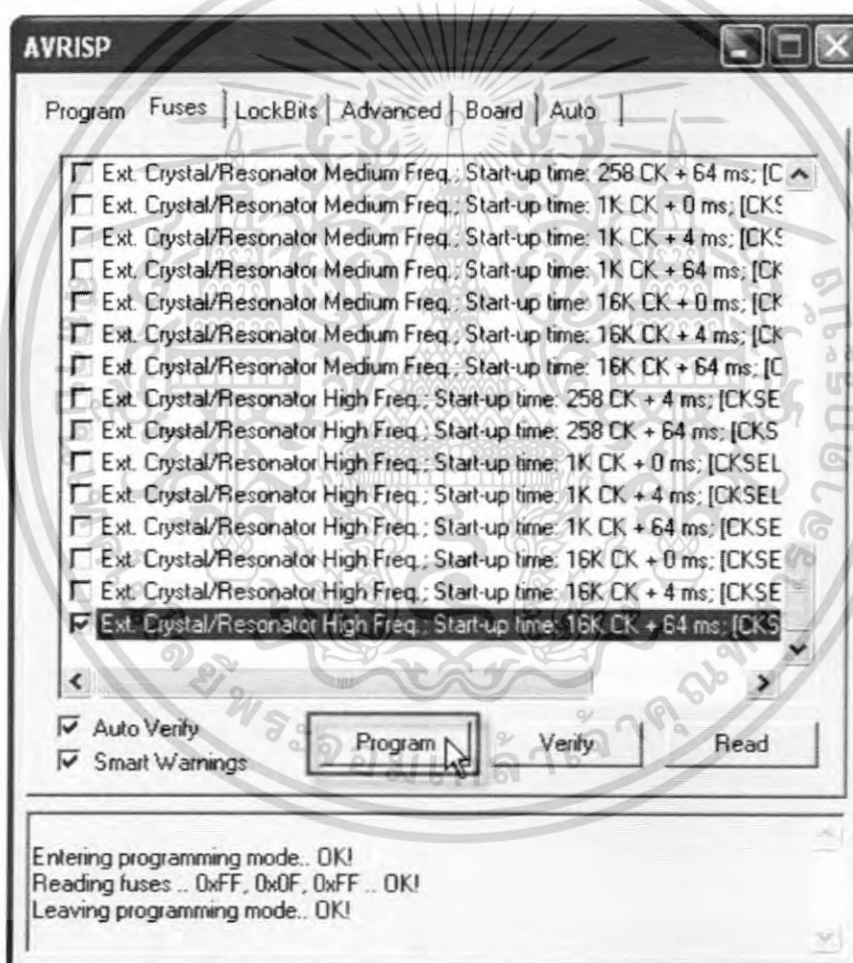 AVRISP
Program Fuses LockBits Advanced Board Auto
Ext. Crystal/Resonator Medium Freq.; Start-up time: 258 CK + 64 ms; [C
Ext. Crystal/Resonator Medium Freq.; Start-up time: 1K CK + 0 ms; [CKS
Ext. Crystal/Resonator Medium Freq.; Start-up time: 1K CK + 4 ms; [CKS
Ext. Crystal/Resonator Medium Freq.; Start-up time: 1K CK + 64 ms; [CK
Ext. Crystal/Resonator Medium Freq.; Start-up time: 16K CK + 0 ms; [CK
Ext. Crystal/Resonator Medium Freq.; Start-up time: 16K CK + 4 ms; [CK
Ext. Crystal/Resonator Medium Freq.; Start-up time: 16K CK + 64 ms; [C
Ext. Crystal/Resonator High Freq.; Start-up time: 258 CK + 4 ms; [CKSE
Ext. Crystal/Resonator High Freq.; Start-up time: 258 CK + 64 ms; [CKS
Ext. Crystal/Resonator High Freq.; Start-up time: 1K CK + 0 ms; [CKSEL
Ext. Crystal/Resonator High Freq.; Start-up time: 1K CK + 4 ms; [CKSEL
Ext. Crystal/Resonator High Freq.; Start-up time: 1K CK + 64 ms; [CKSE
Ext. Crystal/Resonator High Freq.; Start-up time: 16K CK + 0 ms; [CKSE
Ext. Crystal/Resonator High Freq.; Start-up time: 16K CK + 4 ms; [CKSE
Ext. Crystal/Resonator High Freq.; Start-up time: 16K CK + 64 ms; [CKS
Auto Verify
Smart Warnings
Program Verify Read
Entering programming mode.. OK!
Reading fuses .. 0xFF, 0x0F, 0xFF .. OK!
Leaving programming mode.. OK!